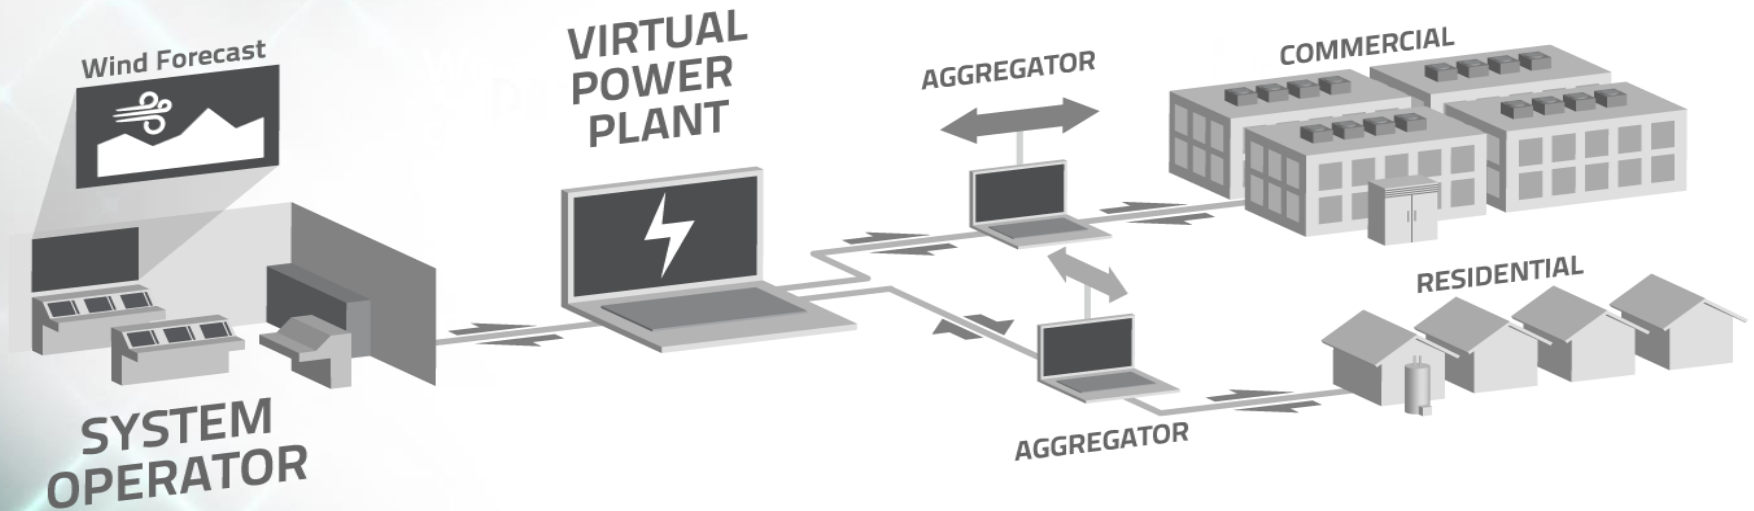 Wind Forecast
SYSTEM
OPERATOR
VIRTUAL
POWER
PLANT
AGGREGATOR
COMMERCIAL
AGGREGATOR
RESIDENTIAL